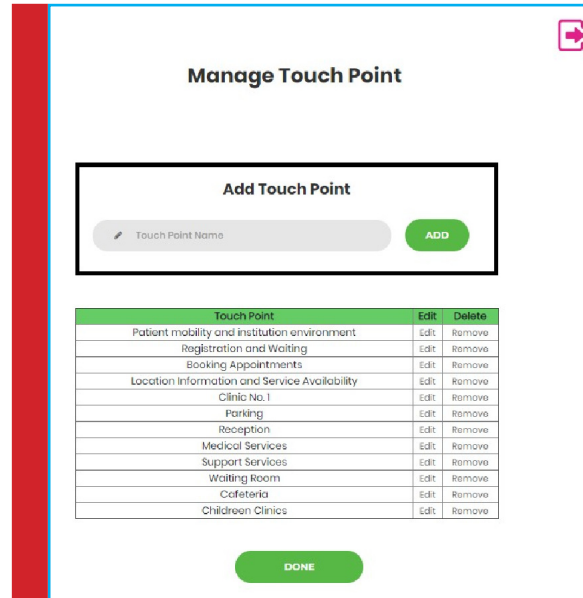 Manage Touch Point
Add Touch Point
Touch Point Name ADD
Touch Point Edit Delete
Patient mobility and institution environment Edit Remove
Registration and Waiting Edit Remove
Booking Appointments Edit Remove
Location Information and Service Availability Edit Remove
Clinic No. 1 Edit Remove
Parking Edit Remove
Reception Edit Remove
Medical Services Edit Remove
Support Services Edit Remove
Waiting Room Edit Remove
Cafeteria Edit Remove
Childreen Clinics Edit Remove
DONE